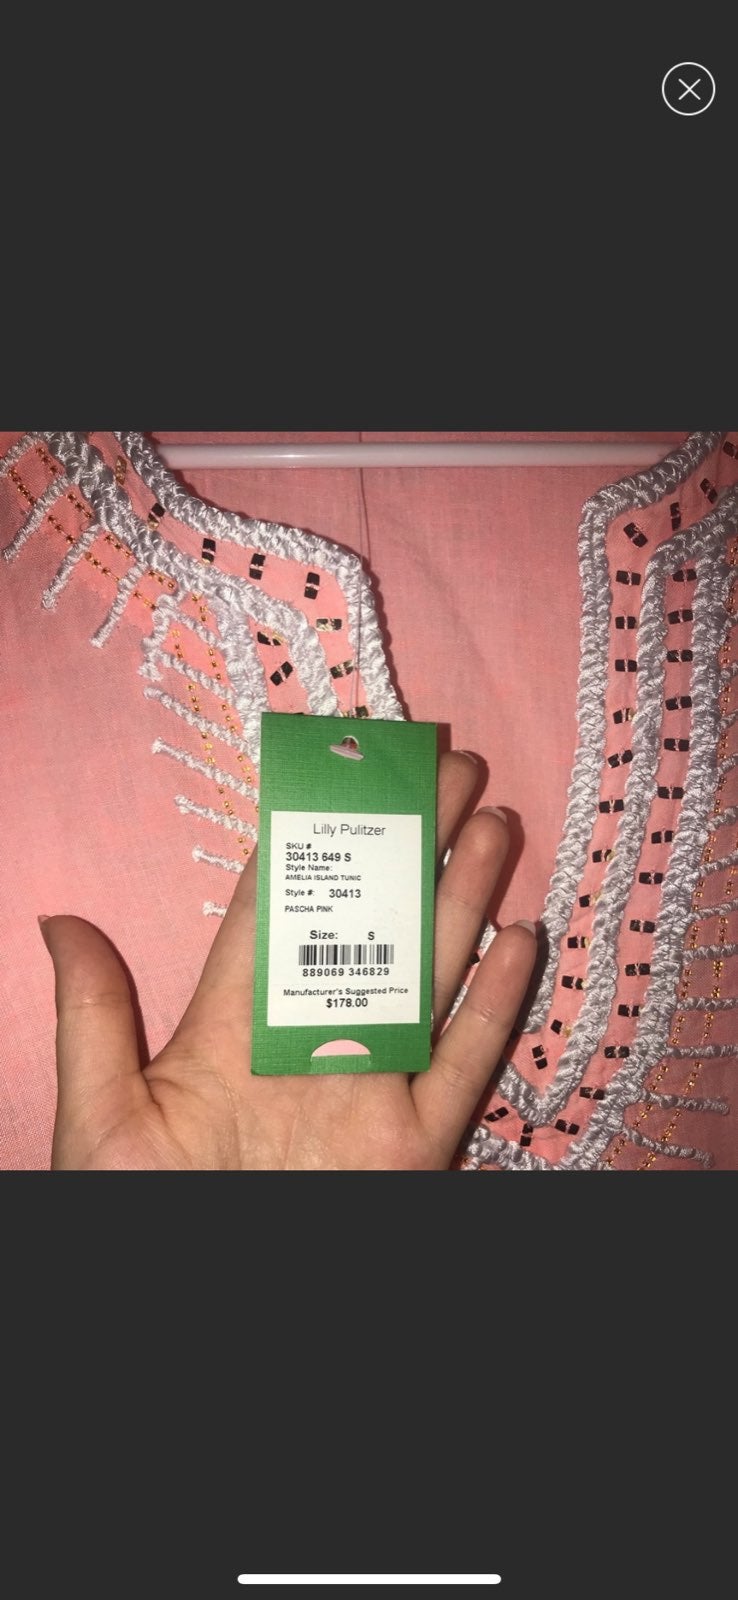 Lilly Pulitzer
SKU #
30413 649 S
Style Name:
AMELIA ISLAND TUNIC
Style #: 30413
PASCHA PINK
Size: S
889069 346829
Manufacturer's Suggested Price
$178.00